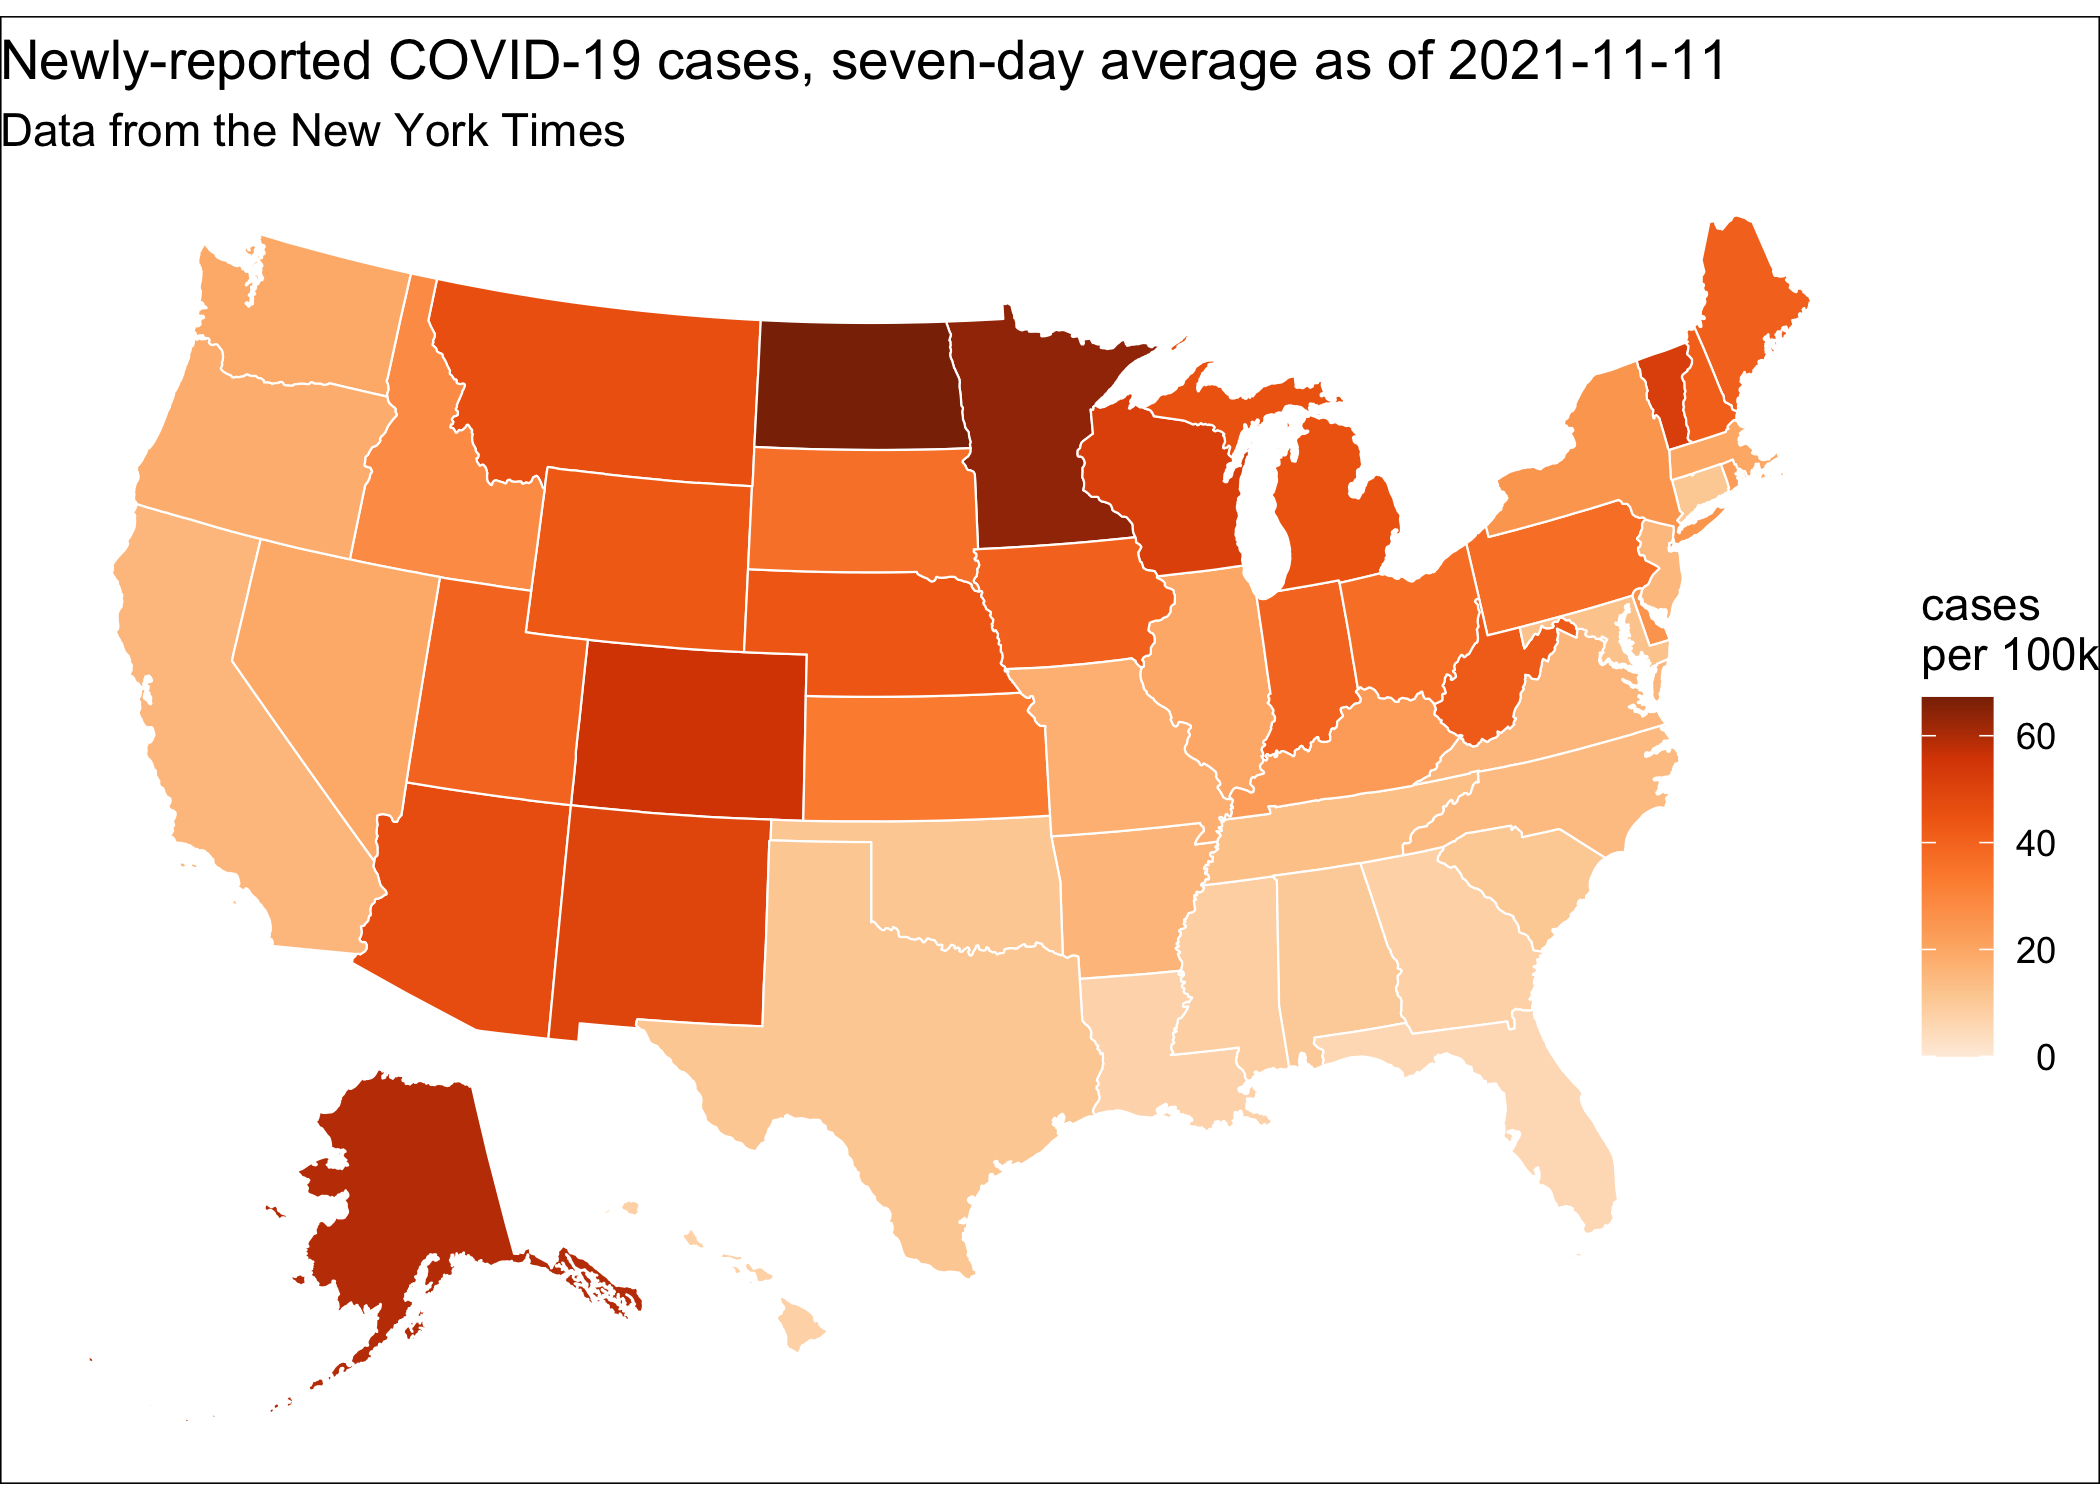 Newly-reported COVID-19 cases, seven-day average as of 2021-11-11
Data from the New York Times
cases
per 100k
60
40
20
0